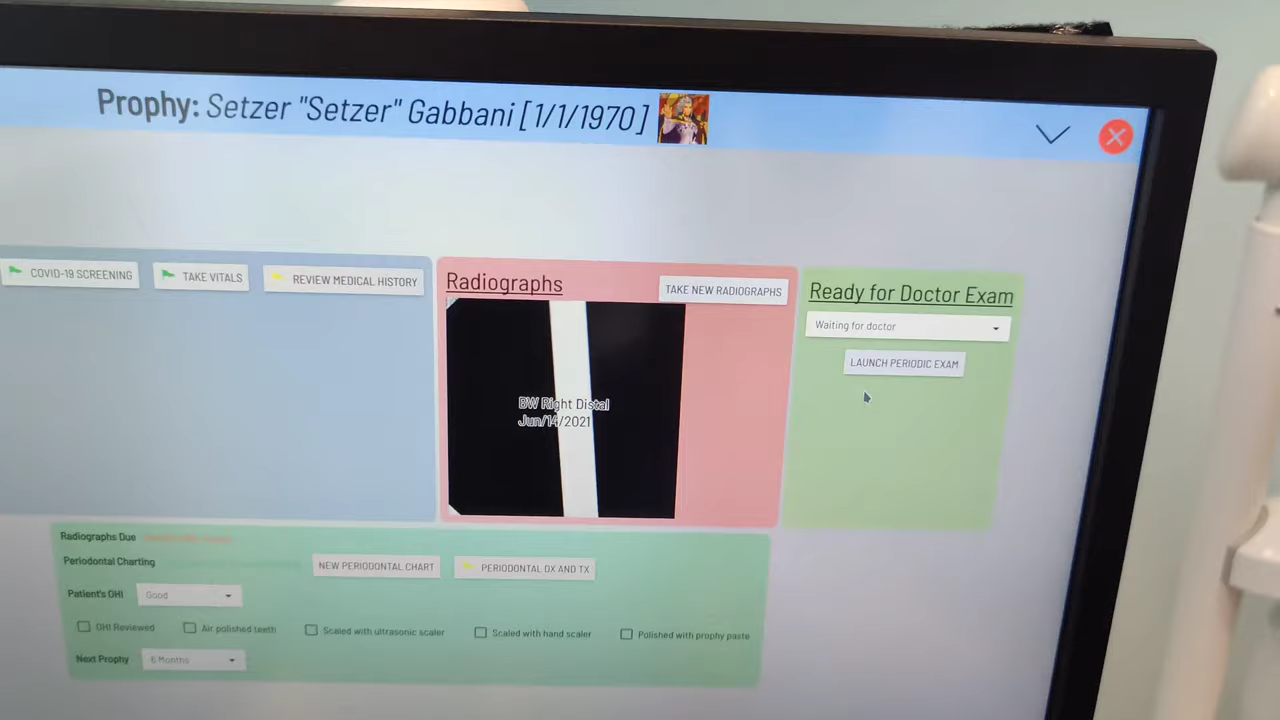 Prophy: Setzer "Setzer" Gabbani [1/1/1970]
COVID-19 SCREENING
TAKE VITALS
REVIEW MEDICAL HISTORY
Radiographs
TAKE NEW RADIOGRAPHS
BW Right Distal
Jun/14/2021
Ready for Doctor Exam
Waiting for doctor
LAUNCH PERIODIC EXAM
Radiographs Due
Periodontal Charting
NEW PERIODONTAL CHART
PERIODONTAL DX AND TX
Patient's OHI
Good
OHI Reviewed
Air polished teeth
Scaled with ultrasonic scaler
Scaled with hand scaler
Polished with prophy paste
Next Prophy
6 Months